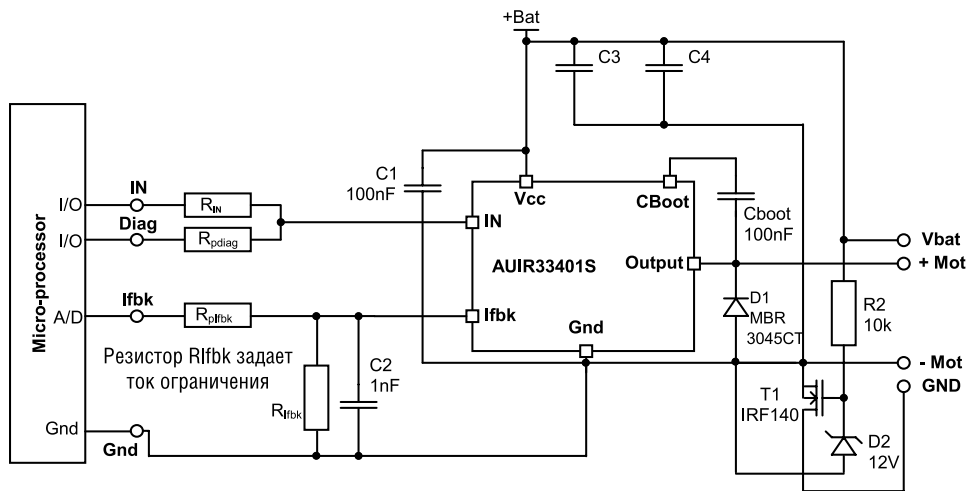 +Bat
C3
C4
C1
100nF
Micro-processor
I/O
IN
RIN
I/O
Diag
Rpdiag
A/D
Ifbk
Rpifbk
Резистор RIfbk задает
ток ограничения
RIfbk
C2
1nF
Gnd
Gnd
Vcc
CBoot
IN
AUIR33401S
Output
Ifbk
Gnd
Cboot
100nF
D1
MBR
3045CT
Vbat
+ Mot
R2
10k
- Mot
GND
T1
IRF140
D2
12V